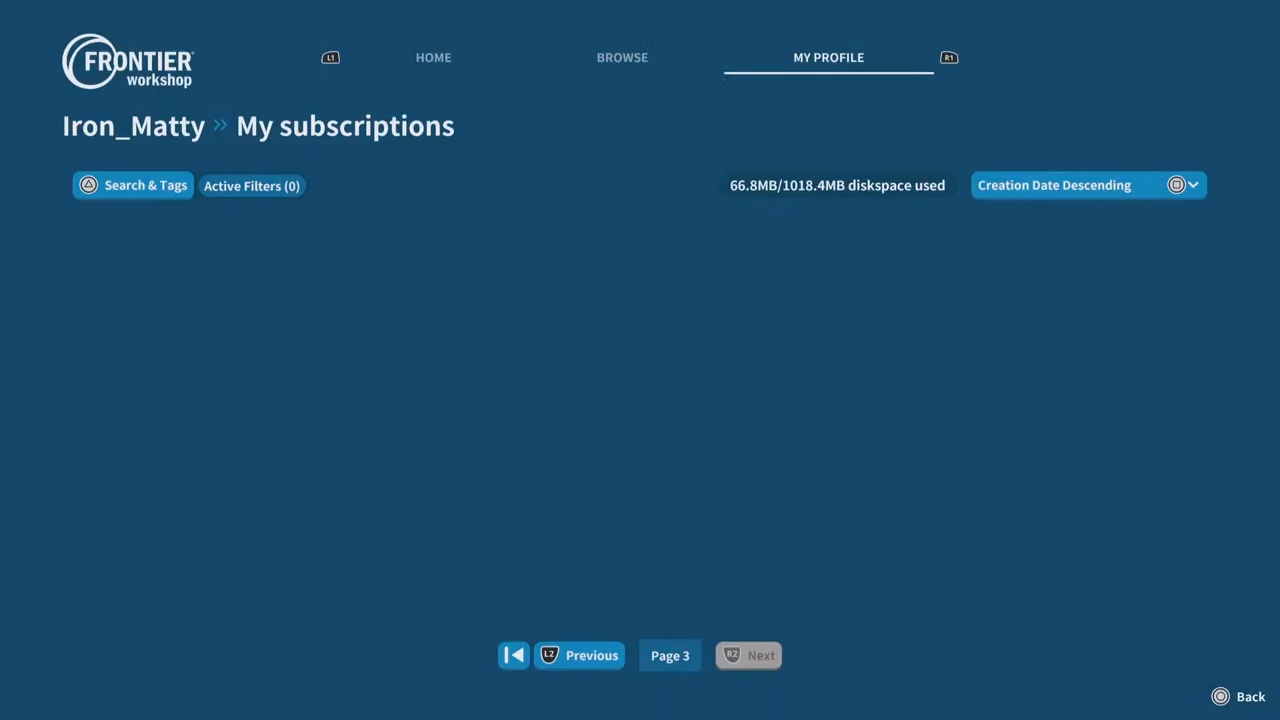 FRONTIER
workshop
L1
HOME
BROWSE
MY PROFILE
R1
Iron_Matty » My subscriptions
Search & Tags
Active Filters (0)
66.8MB/1018.4MB diskspace used
Creation Date Descending
L2 Previous
Page 3
R2 Next
Back